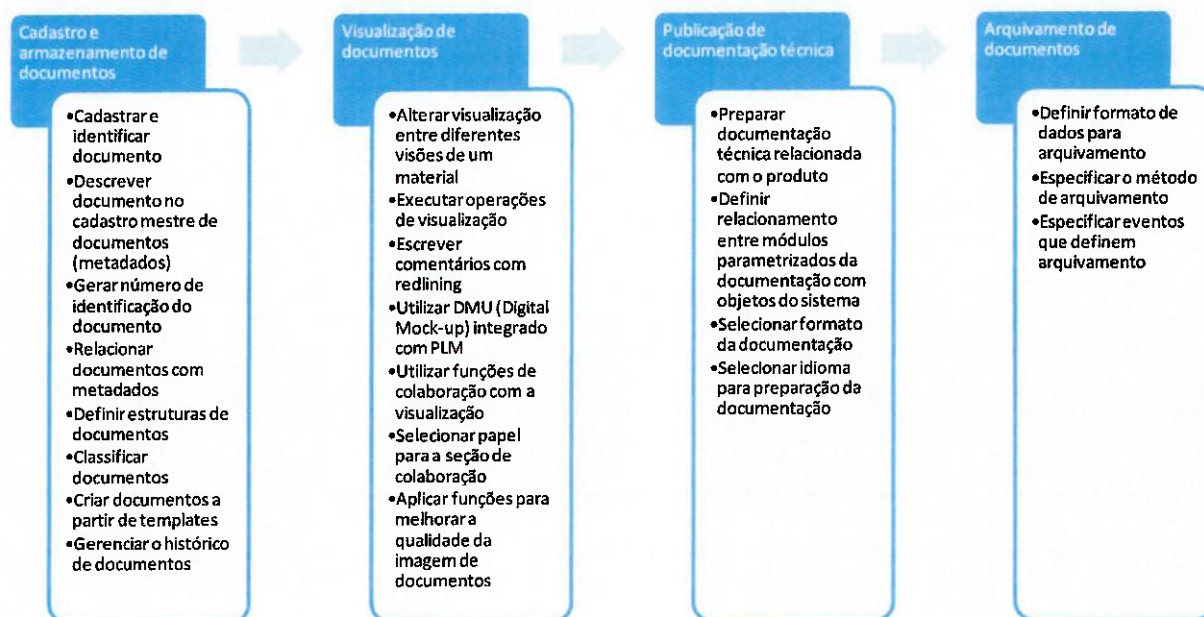 Cadastro e
armazenamento de
documentos
•Cadastrar e
identificar
documento
•Descrever
documento no
cadastro mestre de
documentos
(metadados)
•Gerar número de
identificação do
documento
•Relacionar
documentos com
metadados
•Definir estruturas de
documentos
•Classificar
documentos
•Criar documentos a
partir de templates
•Gerenciar o histórico
de documentos
Visualização de
documentos
•Alterar visualização
entre diferentes
visões de um
material
•Executar operações
de visualização
•Escrever
comentários com
redlining
•Utilizar DMU (Digital
Mock-up) integrado
com PLM
•Utilizar funções de
colaboração com a
visualização
•Selecionar papel
para a seção de
colaboração
•Aplicar funções para
melhorar a
qualidade da
imagem de
documentos
Publicação de
documentação técnica
•Preparar
documentação
técnica relacionada
com o produto
•Definir
relacionamento
entre módulos
parametrizados da
documentação com
objetos do sistema
•Selecionar formato
da documentação
•Selecionar idioma
para preparação da
documentação
Arquivamento de
documentos
•Definir formato de
dados para
arquivamento
•Especificar o método
de arquivamento
•Especificar eventos
que definem
arquivamento